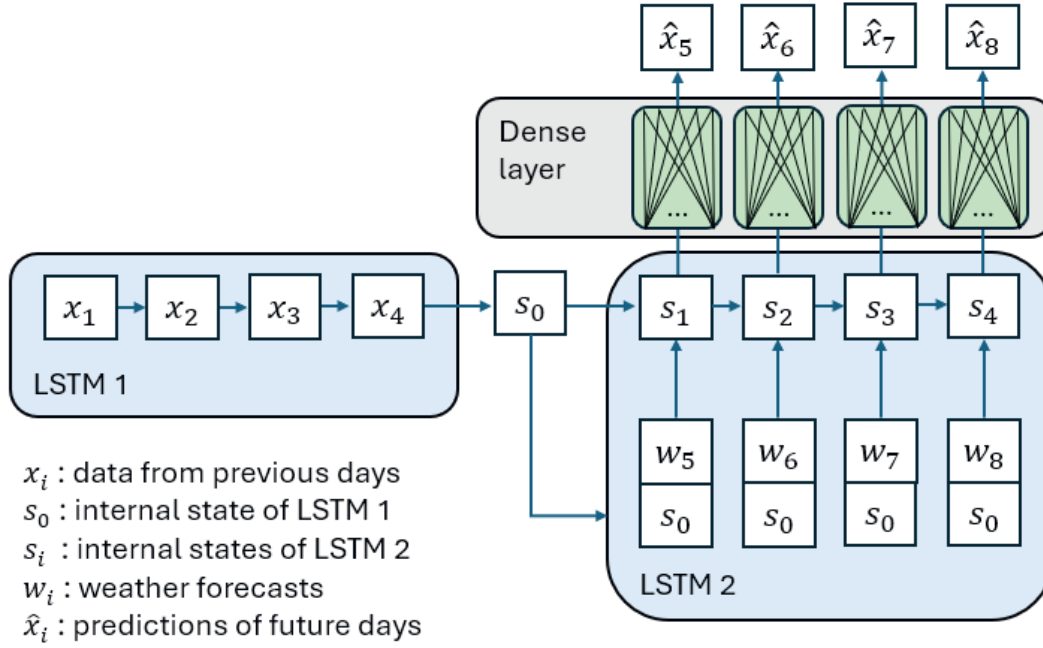 x̂₅ x̂₆ x̂₇ x̂₈
Dense
layer
... ... ... ...
x₁ x₂ x₃ x₄ s₀ s₁ s₂ s₃ s₄
LSTM 1
w₅ w₆ w₇ w₈
s₀ s₀ s₀ s₀
LSTM 2
xᵢ : data from previous days
s₀ : internal state of LSTM 1
sᵢ : internal states of LSTM 2
wᵢ : weather forecasts
x̂ᵢ : predictions of future days